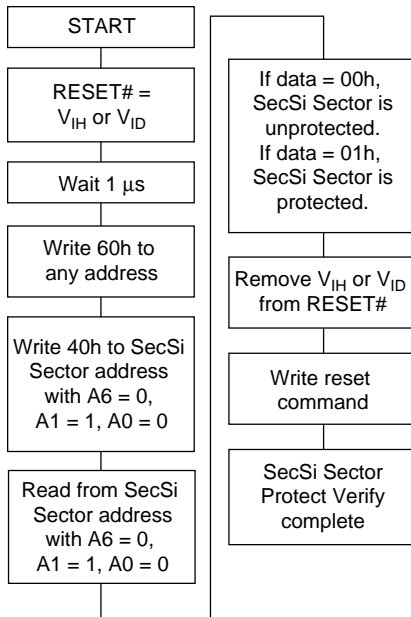 START
RESET# =
V_IH or V_ID
Wait 1 μs
Write 60h to
any address
Write 40h to SecSi
Sector address
with A6 = 0,
A1 = 1, A0 = 0
Read from SecSi
Sector address
with A6 = 0,
A1 = 1, A0 = 0
If data = 00h,
SecSi Sector is
unprotected.
If data = 01h,
SecSi Sector is
protected.
Remove V_IH or V_ID
from RESET#
Write reset
command
SecSi Sector
Protect Verify
complete